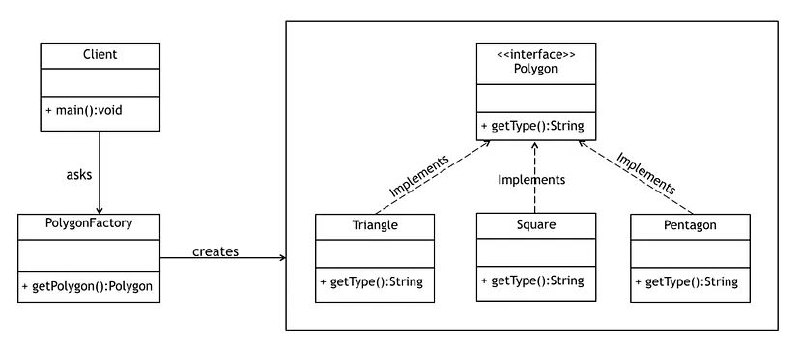 Client
+ main():void
asks
PolygonFactory
+ getPolygon():Polygon
creates
<<interface>>
Polygon
+ getType():String
Implements
Implements
Implements
Triangle
+ getType():String
Square
+ getType():String
Pentagon
+ getType():String